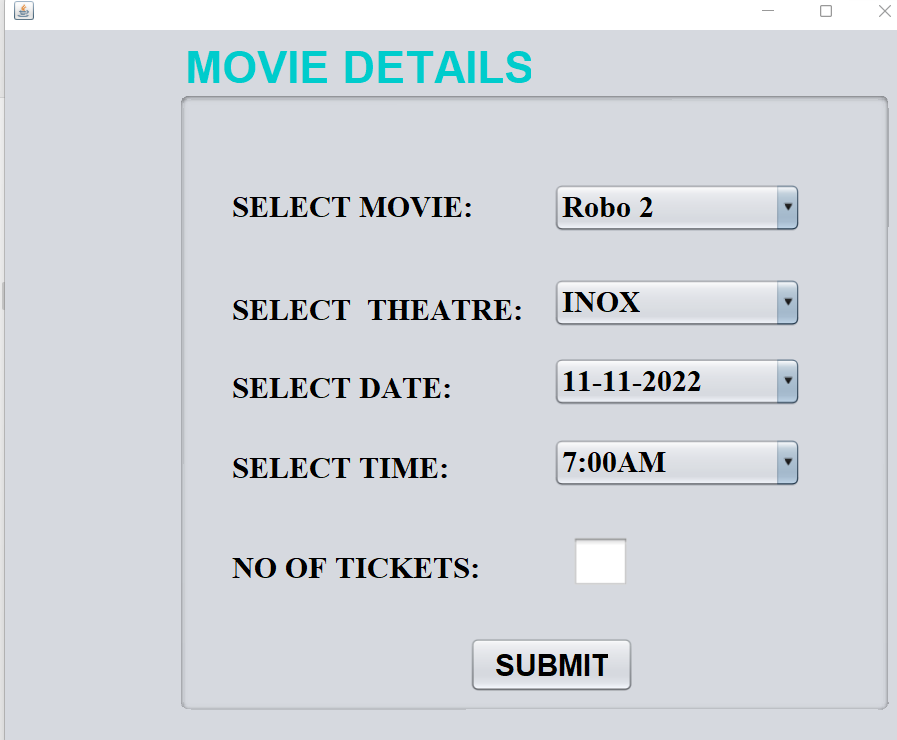 MOVIE DETAILS
SELECT MOVIE: Robo 2
SELECT  THEATRE: INOX
SELECT DATE: 11-11-2022
SELECT TIME: 7:00AM
NO OF TICKETS:
SUBMIT